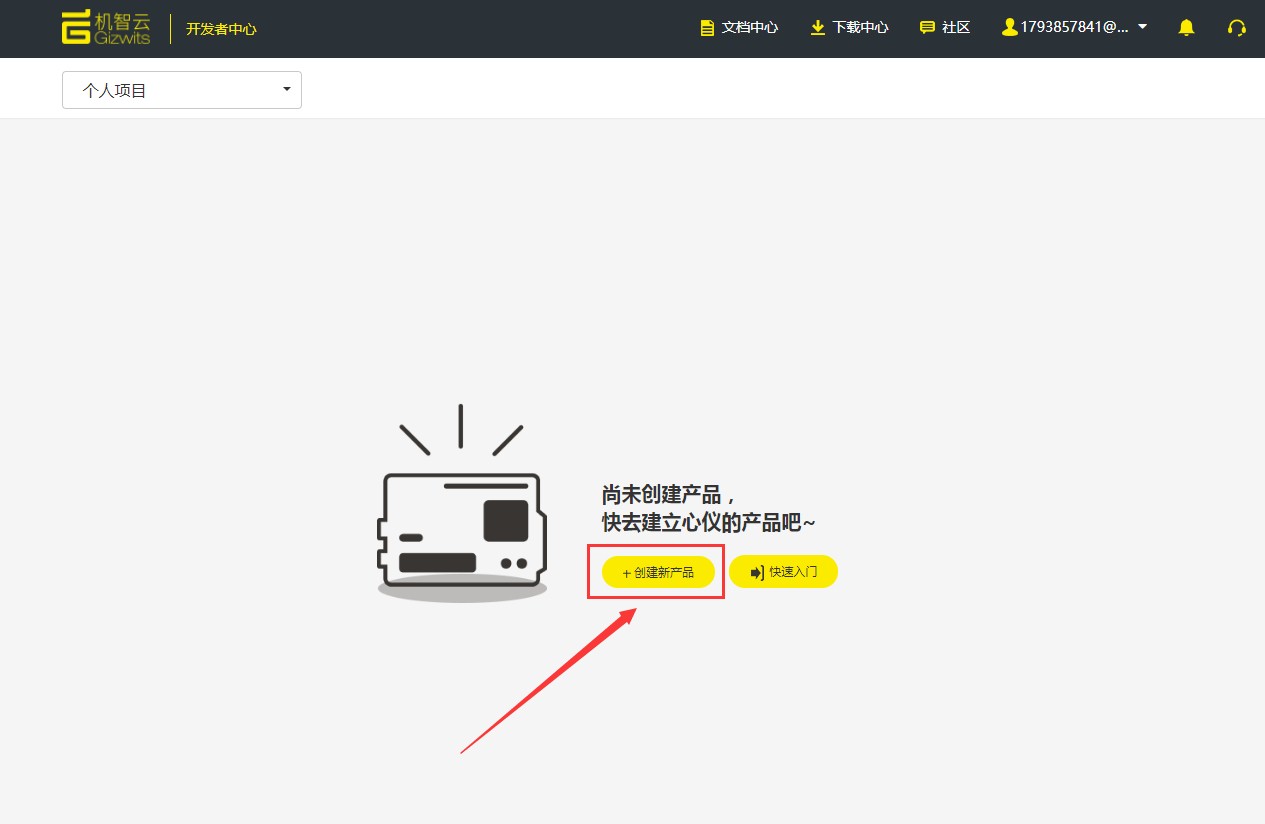 机智云
Gizwits
开发者中心
文档中心
下载中心
社区
1793857841@...
个人项目
尚未创建产品，
快去建立心仪的产品吧~
+ 创建新产品
快速入门